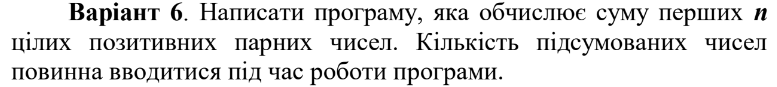 Варіант 6. Написати програму, яка обчислює суму перших n
цілих позитивних парних чисел. Кількість підсумованих чисел
повинна вводитися під час роботи програми.